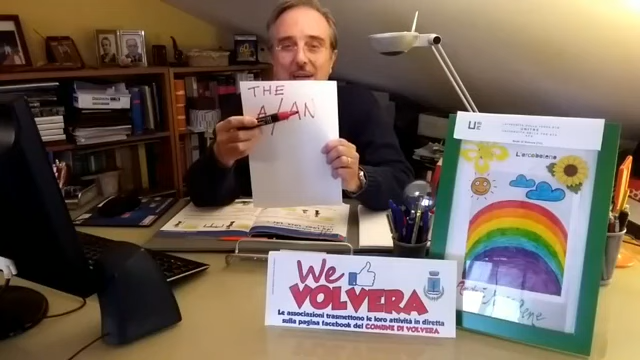 THE
A/AN
L'arcobaleno
We
VOLVERA
Le associazioni trasmettono le loro attività in diretta
sulla pagina facebook del COMUNE DI VOLVERA